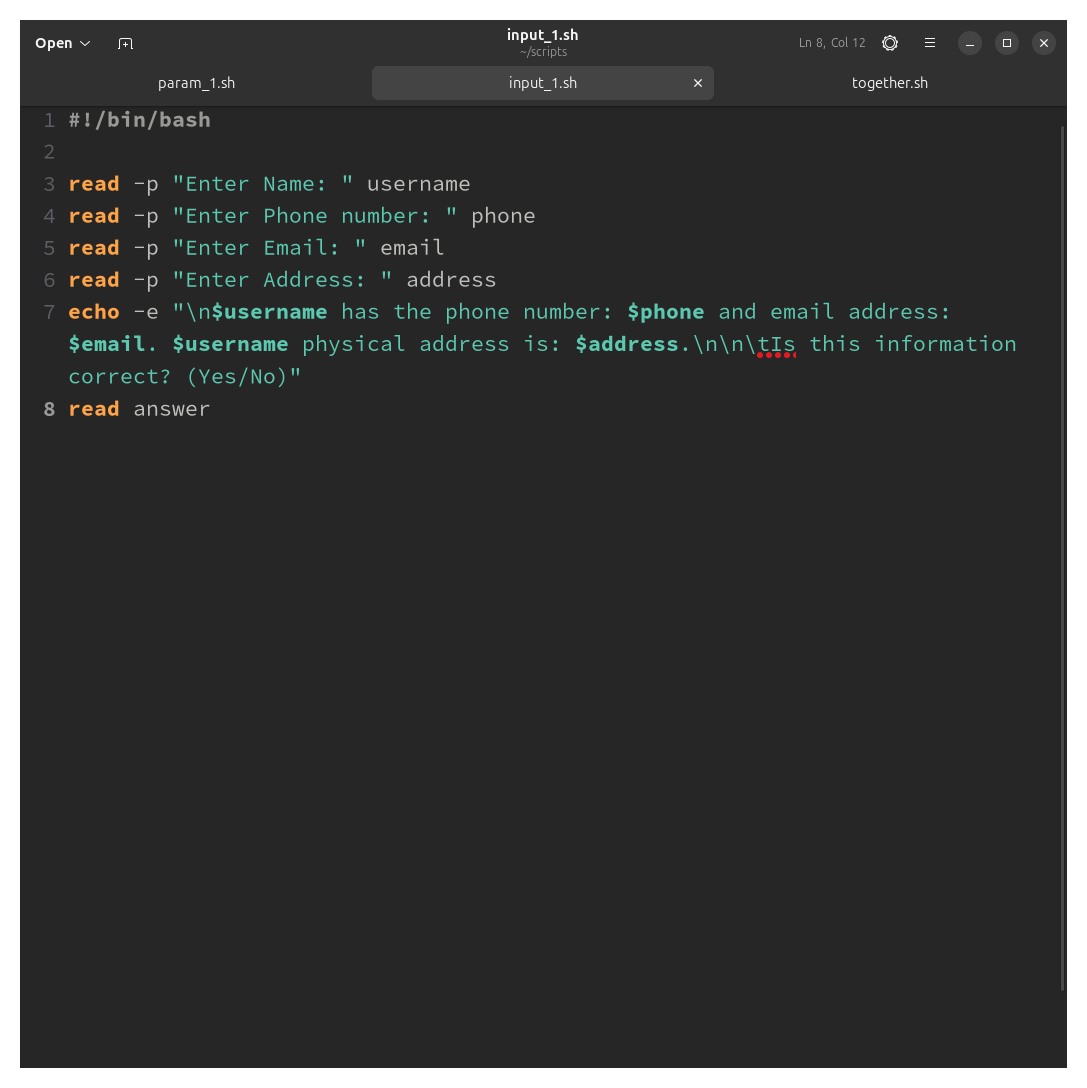 Open
input_1.sh
~/scripts
Ln 8, Col 12
param_1.sh
input_1.sh
together.sh
1 #!/bin/bash
2
3 read -p "Enter Name: " username
4 read -p "Enter Phone number: " phone
5 read -p "Enter Email: " email
6 read -p "Enter Address: " address
7 echo -e "\n$username has the phone number: $phone and email address:
$email. $username physical address is: $address.\n\n\tIs this information
correct? (Yes/No)"
8 read answer